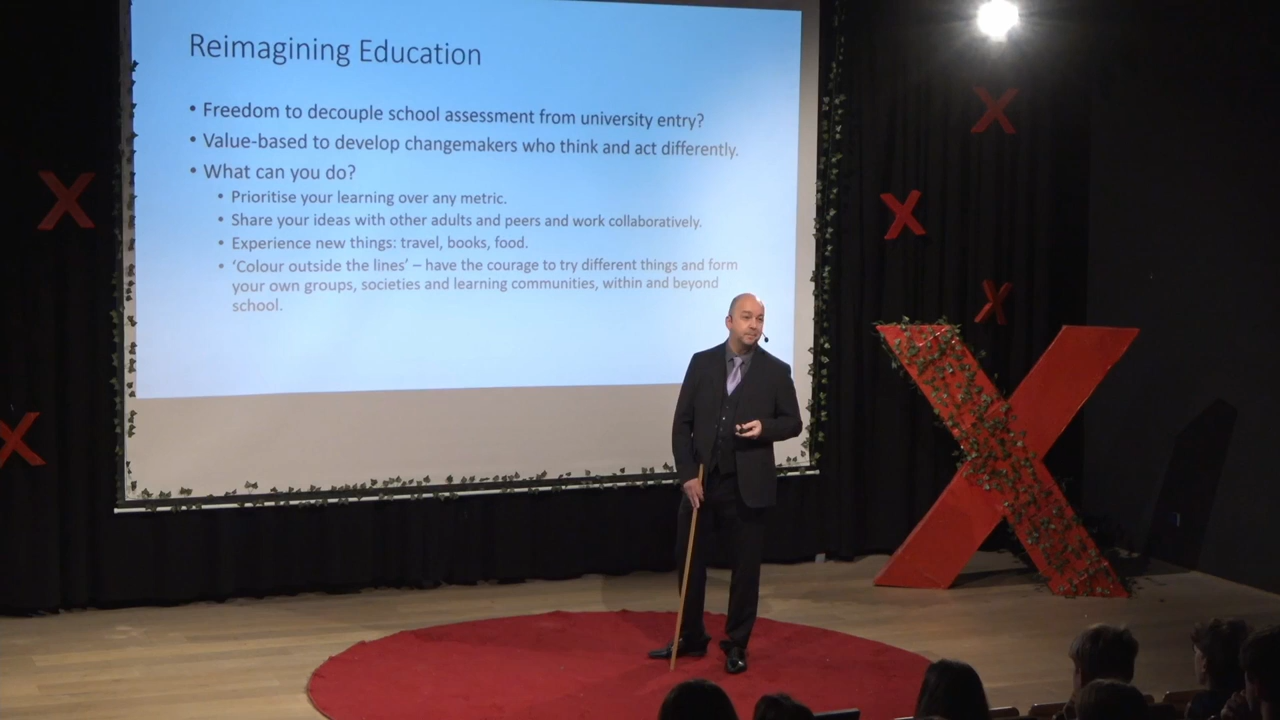 Reimagining Education
• Freedom to decouple school assessment from university entry?
• Value-based to develop changemakers who think and act differently.
• What can you do?
• Prioritise your learning over any metric.
• Share your ideas with other adults and peers and work collaboratively.
• Experience new things: travel, books, food.
• ‘Colour outside the lines’ – have the courage to try different things and form
your own groups, societies and learning communities, within and beyond
school.
X
X
X
X
X
X